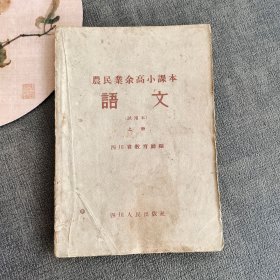 農民業余高小課本
語文
(試用本)
上册
四川省教育廳編
四川人民出版社